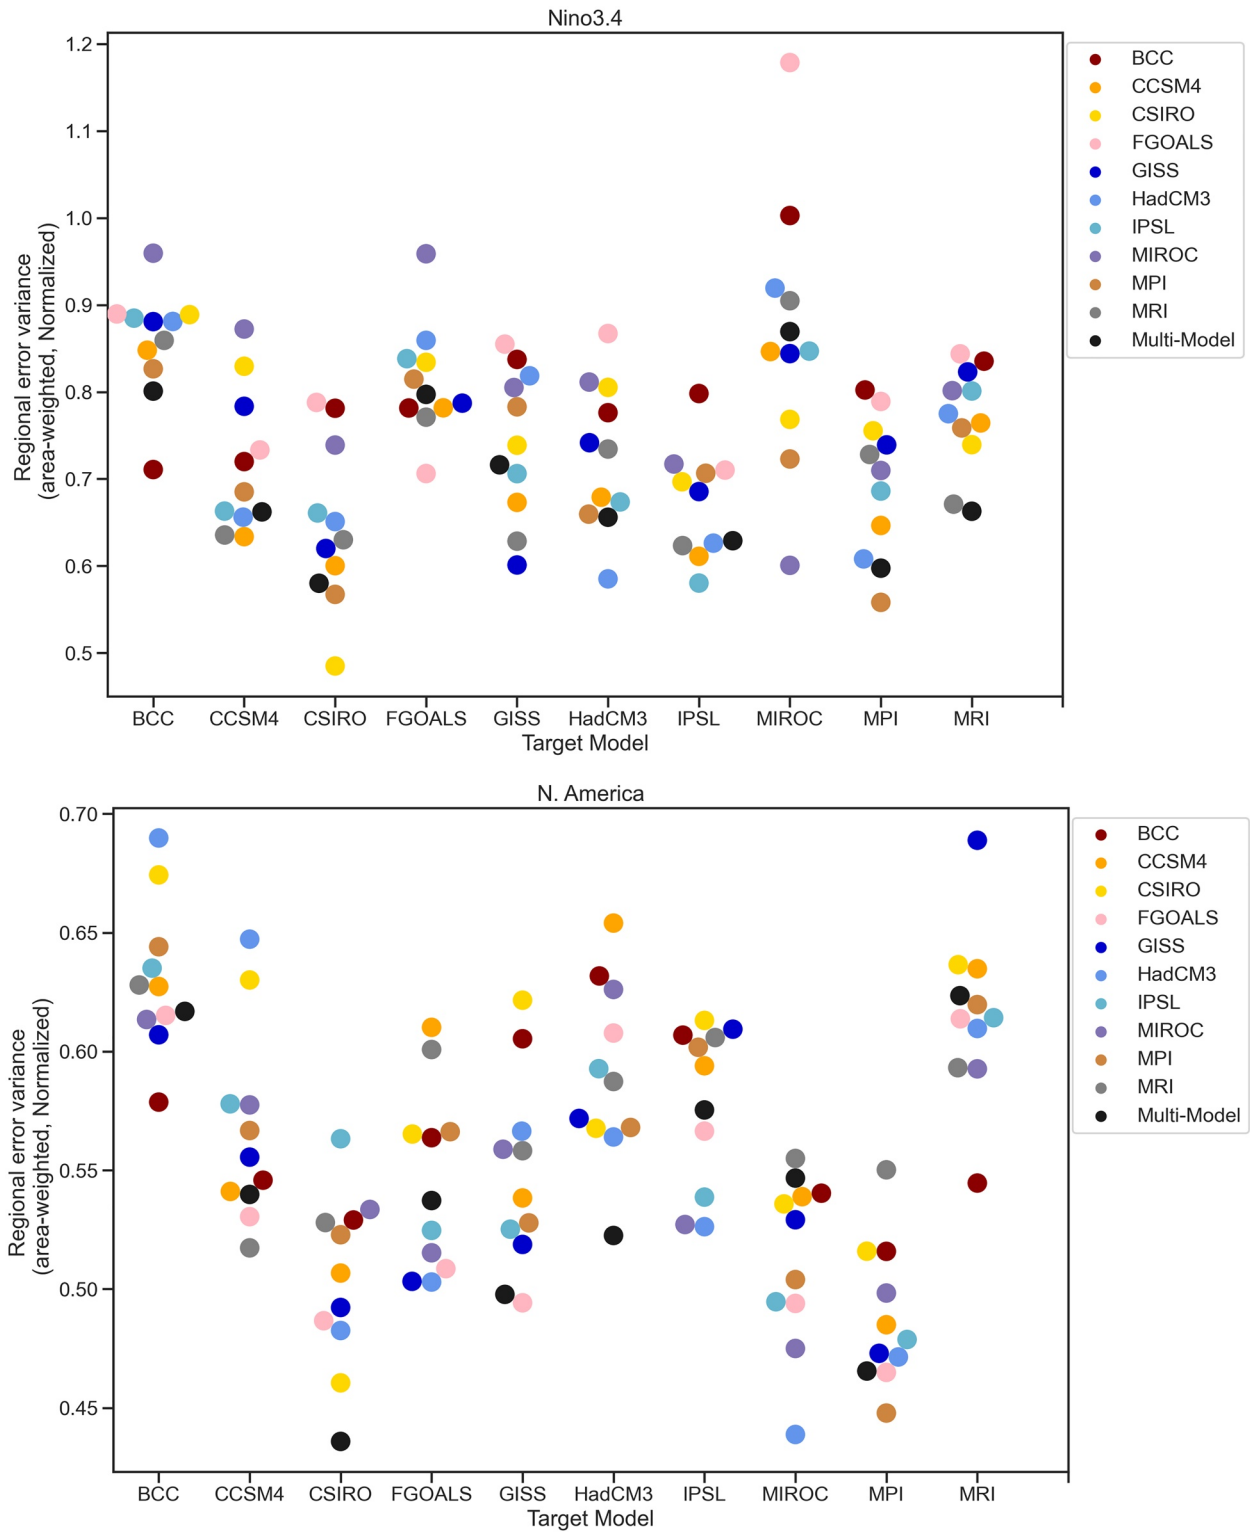 Nino3.4
1.2
1.1
1.0
0.9
0.8
0.7
0.6
0.5
Regional error variance
(area-weighted, Normalized)
BCC CCSM4 CSIRO FGOALS GISS HadCM3 IPSL MIROC MPI MRI
Target Model
BCC
CCSM4
CSIRO
FGOALS
GISS
HadCM3
IPSL
MIROC
MPI
MRI
Multi-Model
N. America
0.70
0.65
0.60
0.55
0.50
0.45
Regional error variance
(area-weighted, Normalized)
BCC CCSM4 CSIRO FGOALS GISS HadCM3 IPSL MIROC MPI MRI
Target Model
BCC
CCSM4
CSIRO
FGOALS
GISS
HadCM3
IPSL
MIROC
MPI
MRI
Multi-Model